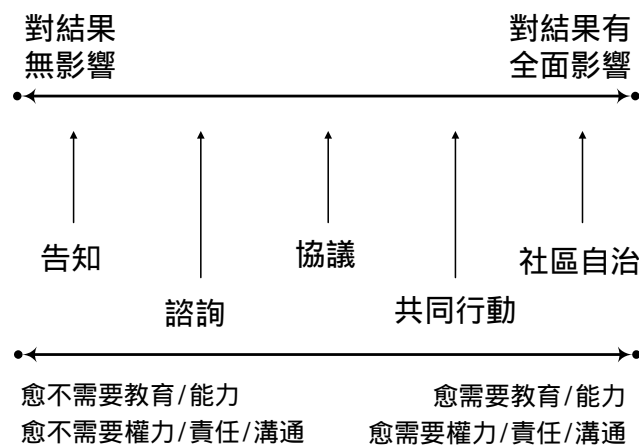 對結果
無影響
對結果有
全面影響
告知
諮詢
協議
共同行動
社區自治
愈不需要教育/能力
愈不需要權力/責任/溝通
愈需要教育/能力
愈需要權力/責任/溝通